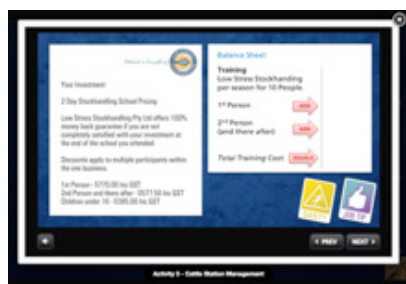 Your Investment
2 Day Stockhandling School Pricing
Low Stress Stockhandling Pty Ltd offers 100%
money back guarantee if you are not
completely satisfied with your investment at
the end of the school you attended.
Discounts apply to multiple participants within
the one business.
1st Person - $770.00 Inc GST
2nd Person and there after - $577.50 Inc GST
Children under 16 - $385.00 Inc GST
Balance Sheet
Training
Low Stress Stockhandling
per season for 10 People.
1st Person
2nd Person
(and there after)
Total Training Cost
SAFETY
JOB TIP
PREV
NEXT
Activity 3 - Cattle Station Management